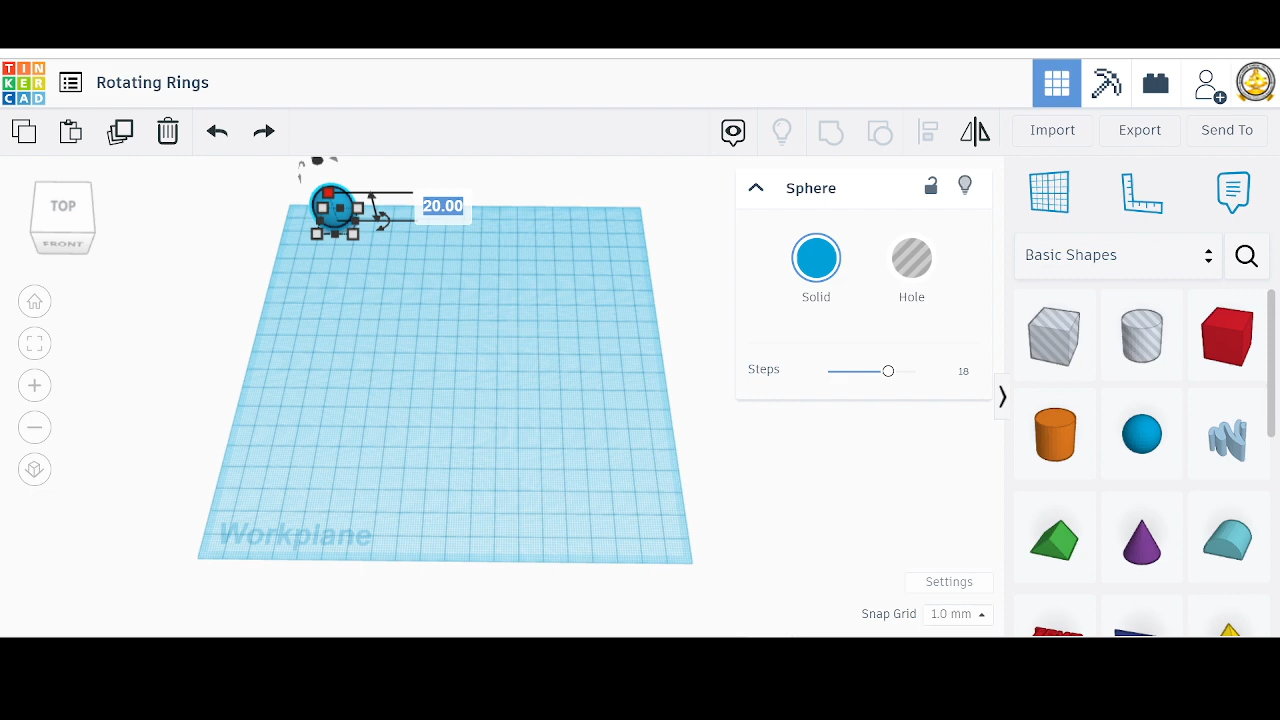 TIN
KER
CAD
Rotating Rings
Import
Export
Send To
TOP
FRONT
20.00
Sphere
Solid
Hole
Steps
18
Basic Shapes
Workplane
Settings
Snap Grid
1.0 mm